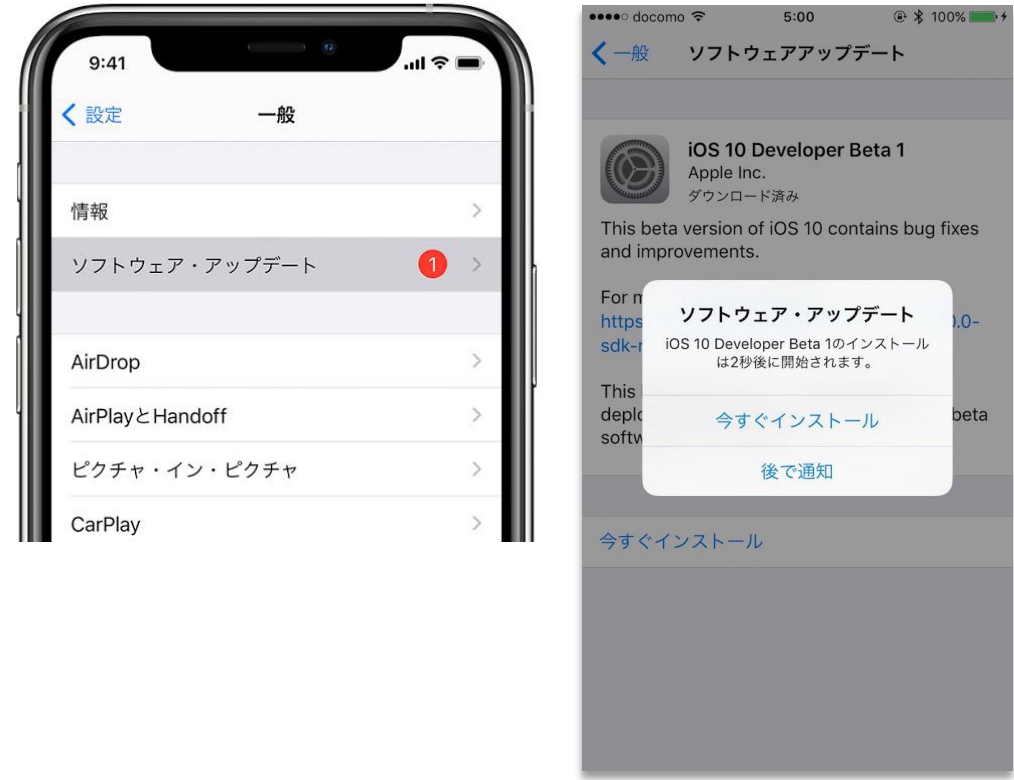 9:41
設定
一般
情報
ソフトウェア・アップデート
1
AirDrop
AirPlayとHandoff
ピクチャ・イン・ピクチャ
CarPlay
docomo
5:00
100%
一般
ソフトウェアアップデート
iOS 10 Developer Beta 1
Apple Inc.
ダウンロード済み
This beta version of iOS 10 contains bug fixes
and improvements.
For
https
.0-
sdk-
This
beta
softw
ソフトウェア・アップデート
iOS 10 Developer Beta 1のインストール
は2秒後に開始されます。
今すぐインストール
後で通知
今すぐインストール